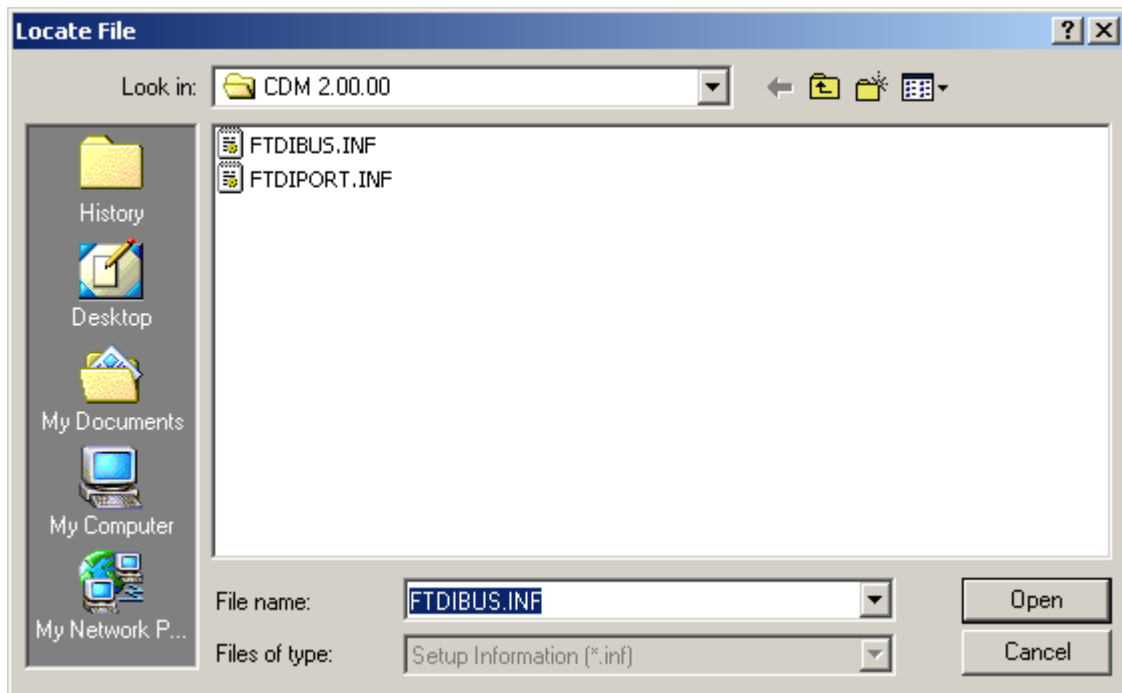 Locate File
Look in:
CDM 2.00.00
FTDIBUS.INF
FTDIPORT.INF
History
Desktop
My Documents
My Computer
My Network P...
File name:
FTDIBUS.INF
Open
Files of type:
Setup Information (*.inf)
Cancel